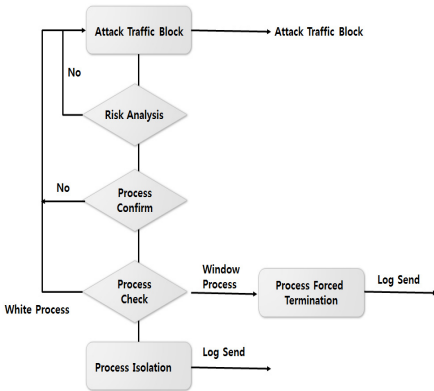 Attack Traffic Block
Attack Traffic Block
No
Risk Analysis
No
Process
Confirm
Process
Check
Window
Process
Process Forced
Termination
Log Send
White Process
Process Isolation
Log Send